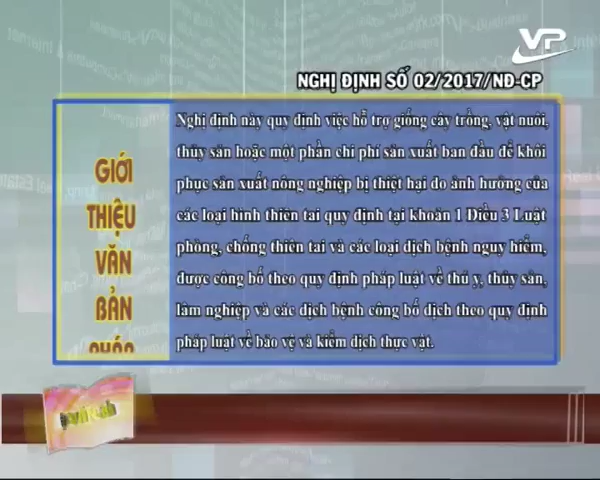 VP
NGHỊ ĐỊNH SỐ 02/2017/NĐ-CP
GIỚI
THIỆU
VĂN
BẢN
PHÁP
Nghị định này quy định việc hỗ trợ giống cây trồng, vật nuôi,
thủy sản hoặc một phần chi phí sản xuất ban đầu để khôi
phục sản xuất nông nghiệp bị thiệt hại do ảnh hưởng của
các loại hình thiên tai quy định tại khoản 1 Điều 3 Luật
phòng, chống thiên tai và các loại dịch bệnh nguy hiểm,
được công bố theo quy định pháp luật về thú y, thủy sản,
lâm nghiệp và các dịch bệnh công bố dịch theo quy định
pháp luật về bảo vệ và kiểm dịch thực vật.